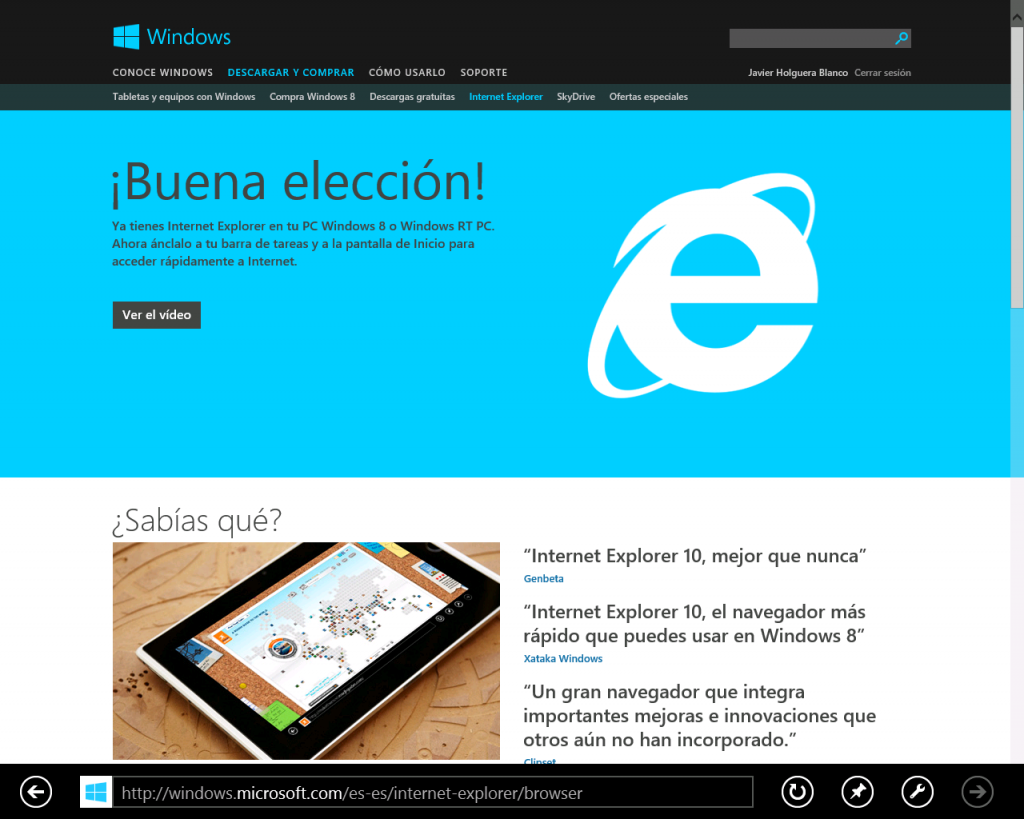 Windows
CONOCE WINDOWS DESCARGAR Y COMPRAR CÓMO USARLO SOPORTE
Javier Holguera Blanco Cerrar sesión
Tabletas y equipos con Windows Compra Windows 8 Descargas gratuitas Internet Explorer SkyDrive Ofertas especiales
¡Buena elección!
Ya tienes Internet Explorer en tu PC Windows 8 o Windows RT PC.
Ahora ánclalo a tu barra de tareas y a la pantalla de Inicio para
acceder rápidamente a Internet.
Ver el vídeo
¿Sabías qué?
“Internet Explorer 10, mejor que nunca”
Genbeta
“Internet Explorer 10, el navegador más
rápido que puedes usar en Windows 8”
Xataka Windows
“Un gran navegador que integra
importantes mejoras e innovaciones que
otros aún no han incorporado.”
Clipset
http://windows.microsoft.com/es-es/internet-explorer/browser